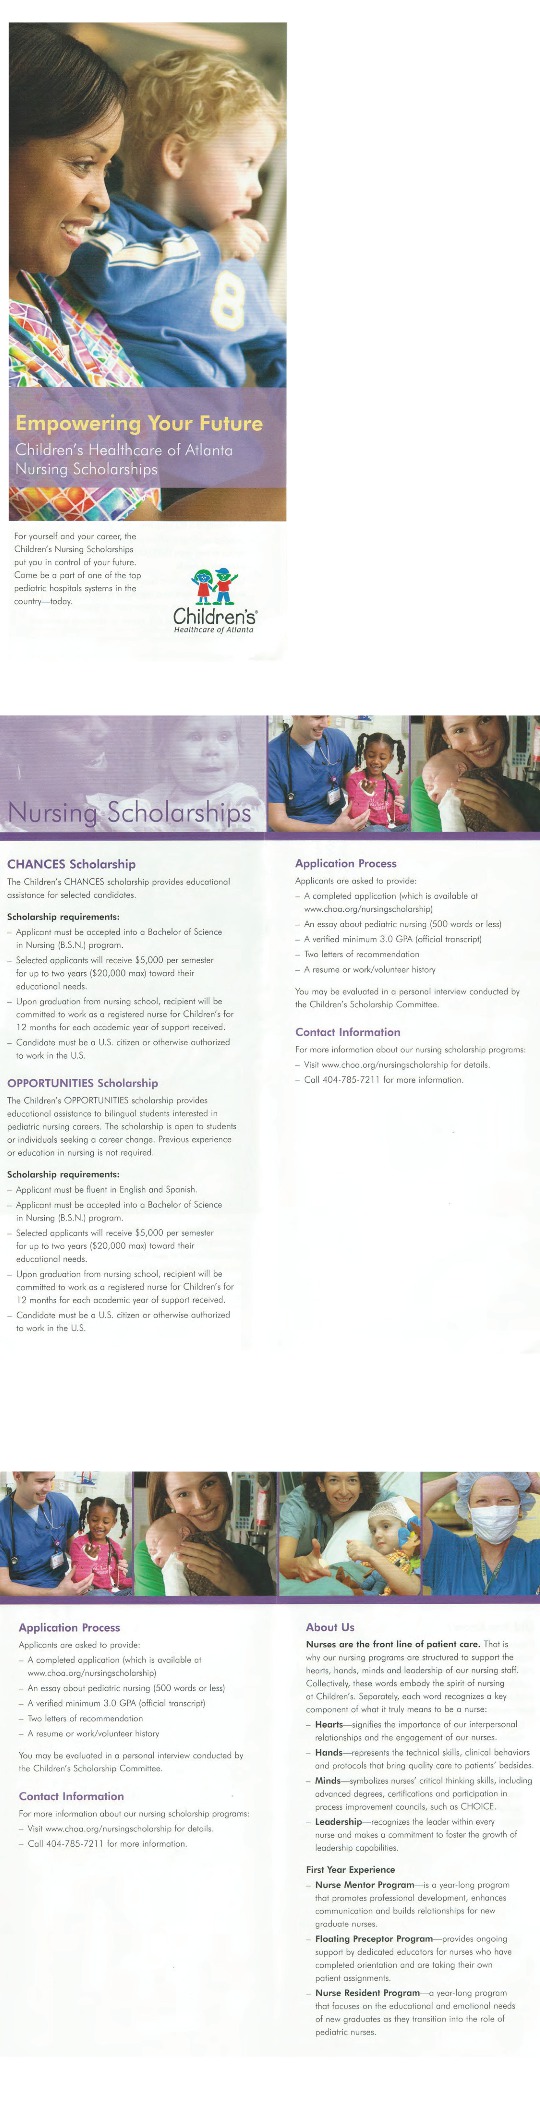 8
Empowering Your Future
Children's Healthcare of Atlanta
Nursing Scholarships
For yourself and your career, the
Children's Nursing Scholarships
put you in control of your future.
Come be a part of one of the top
pediatric hospitals systems in the
country—today.
Children's®
Healthcare of Atlanta
Nursing Scholarships
CHANCES Scholarship
The Children's CHANCES scholarship provides educational
assistance for selected candidates.
Scholarship requirements:
– Applicant must be accepted into a Bachelor of Science
in Nursing (B.S.N.) program.
– Selected applicants will receive $5,000 per semester
for up to two years ($20,000 max) toward their
educational needs.
– Upon graduation from nursing school, recipient will be
committed to work as a registered nurse for Children's for
12 months for each academic year of support received.
– Candidate must be a U.S. citizen or otherwise authorized
to work in the U.S.
OPPORTUNITIES Scholarship
The Children's OPPORTUNITIES scholarship provides
educational assistance to bilingual students interested in
pediatric nursing careers. The scholarship is open to students
or individuals seeking a career change. Previous experience
or education in nursing is not required.
Scholarship requirements:
– Applicant must be fluent in English and Spanish.
– Applicant must be accepted into a Bachelor of Science
in Nursing (B.S.N.) program.
– Selected applicants will receive $5,000 per semester
for up to two years ($20,000 max) toward their
educational needs.
– Upon graduation from nursing school, recipient will be
committed to work as a registered nurse for Children's for
12 months for each academic year of support received.
– Candidate must be a U.S. citizen or otherwise authorized
to work in the U.S.
Application Process
Applicants are asked to provide:
– A completed application (which is available at
www.choa.org/nursingscholarship)
– An essay about pediatric nursing (500 words or less)
– A verified minimum 3.0 GPA (official transcript)
– Two letters of recommendation
– A resume or work/volunteer history
You may be evaluated in a personal interview conducted by
the Children's Scholarship Committee.
Contact Information
For more information about our nursing scholarship programs:
– Visit www.choa.org/nursingscholarship for details.
– Call 404-785-7211 for more information.
Application Process
Applicants are asked to provide:
– A completed application (which is available at
www.choa.org/nursingscholarship)
– An essay about pediatric nursing (500 words or less)
– A verified minimum 3.0 GPA (official transcript)
– Two letters of recommendation
– A resume or work/volunteer history
You may be evaluated in a personal interview conducted by
the Children's Scholarship Committee.
Contact Information
For more information about our nursing scholarship programs:
– Visit www.choa.org/nursingscholarship for details.
– Call 404-785-7211 for more information.
About Us
Nurses are the front line of patient care. That is
why our nursing programs are structured to support the
hearts, hands, minds and leadership of our nursing staff.
Collectively, these words embody the spirit of nursing
at Children's. Separately, each word recognizes a key
component of what it truly means to be a nurse:
– Hearts—signifies the importance of our interpersonal
relationships and the engagement of our nurses.
– Hands—represents the technical skills, clinical behaviors
and protocols that bring quality care to patients' bedsides.
– Minds—symbolizes nurses' critical thinking skills, including
advanced degrees, certifications and participation in
process improvement councils, such as CHOICE.
– Leadership—recognizes the leader within every
nurse and makes a commitment to foster the growth of
leadership capabilities.
First Year Experience
– Nurse Mentor Program—is a year-long program
that promotes professional development, enhances
communication and builds relationships for new
graduate nurses.
– Floating Preceptor Program—provides ongoing
support by dedicated educators for nurses who have
completed orientation and are taking their own
patient assignments.
– Nurse Resident Program—a year-long program
that focuses on the educational and emotional needs
of new graduates as they transition into the role of
pediatric nurses.